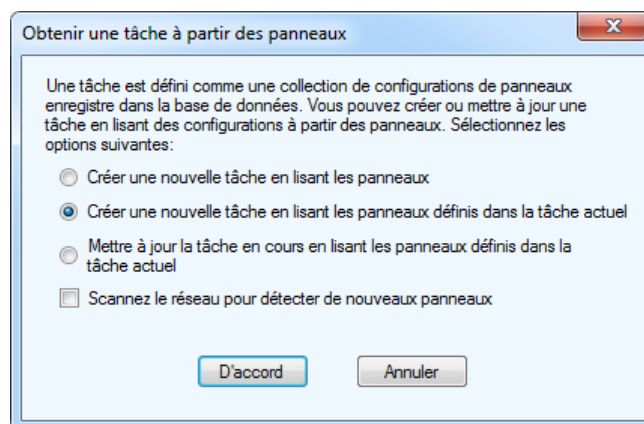 Obtenir une tâche à partir des panneaux
Une tâche est défini comme une collection de configurations de panneaux
enregistre dans la base de données. Vous pouvez créer ou mettre à jour une
tâche en lisant des configurations à partir des panneaux. Sélectionnez les
options suivantes:
Créer une nouvelle tâche en lisant les panneaux
Créer une nouvelle tâche en lisant les panneaux définis dans la tâche actuel
Mettre à jour la tâche en cours en lisant les panneaux définis dans la
tâche actuel
Scannez le réseau pour détecter de nouveaux panneaux
D'accord Annuler